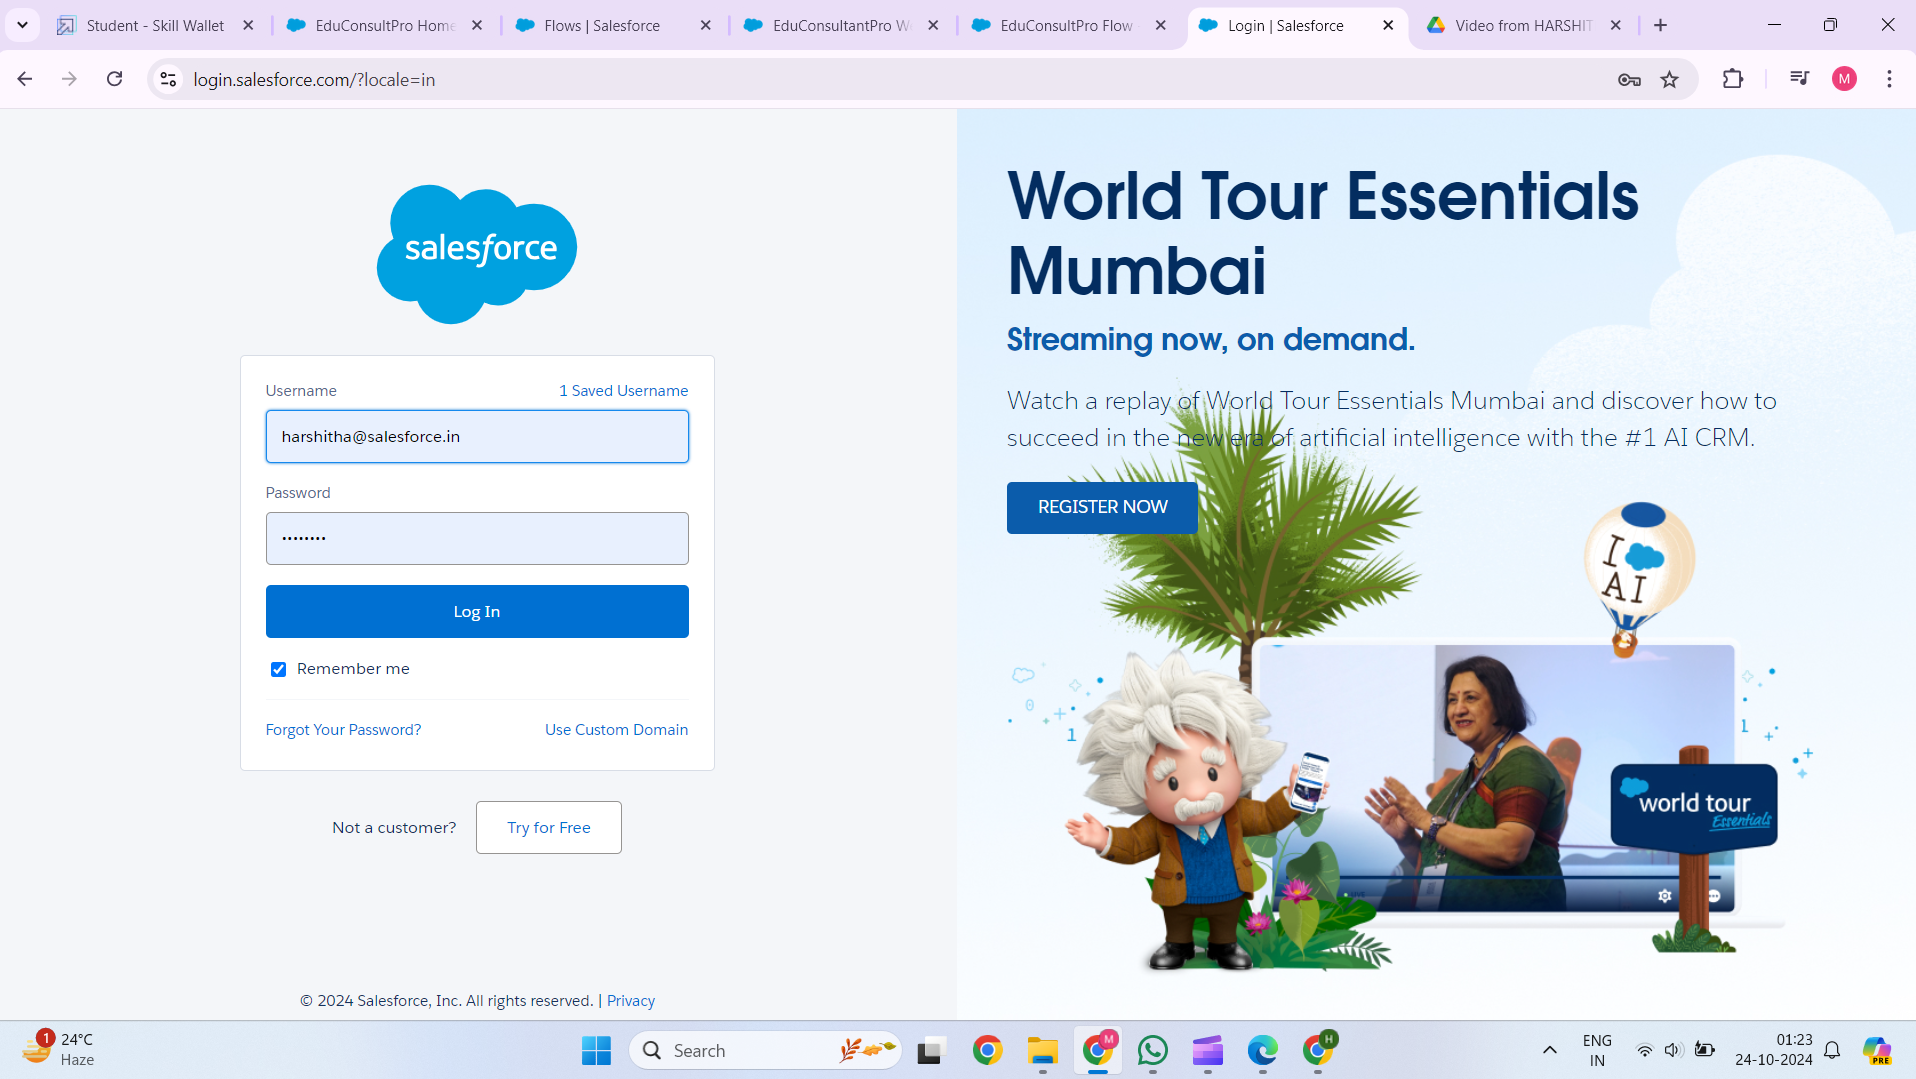 Student - Skill Wallet
EduConsultPro Home
Flows | Salesforce
EduConsultantPro W
EduConsultPro Flow
Login | Salesforce
Video from HARSHIT
login.salesforce.com/?locale=in
M
salesforce
Username
1 Saved Username
harshitha@salesforce.in
Password
••••••••
Log In
Remember me
Forgot Your Password?
Use Custom Domain
Not a customer?
Try for Free
© 2024 Salesforce, Inc. All rights reserved. | Privacy
World Tour Essentials
Mumbai
Streaming now, on demand.
Watch a replay of World Tour Essentials Mumbai and discover how to
succeed in the new era of artificial intelligence with the #1 AI CRM.
REGISTER NOW
I
AI
0
1
1
world tour
Essentials
1
24°C
Haze
Search
M
H
ENG
IN
01:23
24-10-2024
PRE